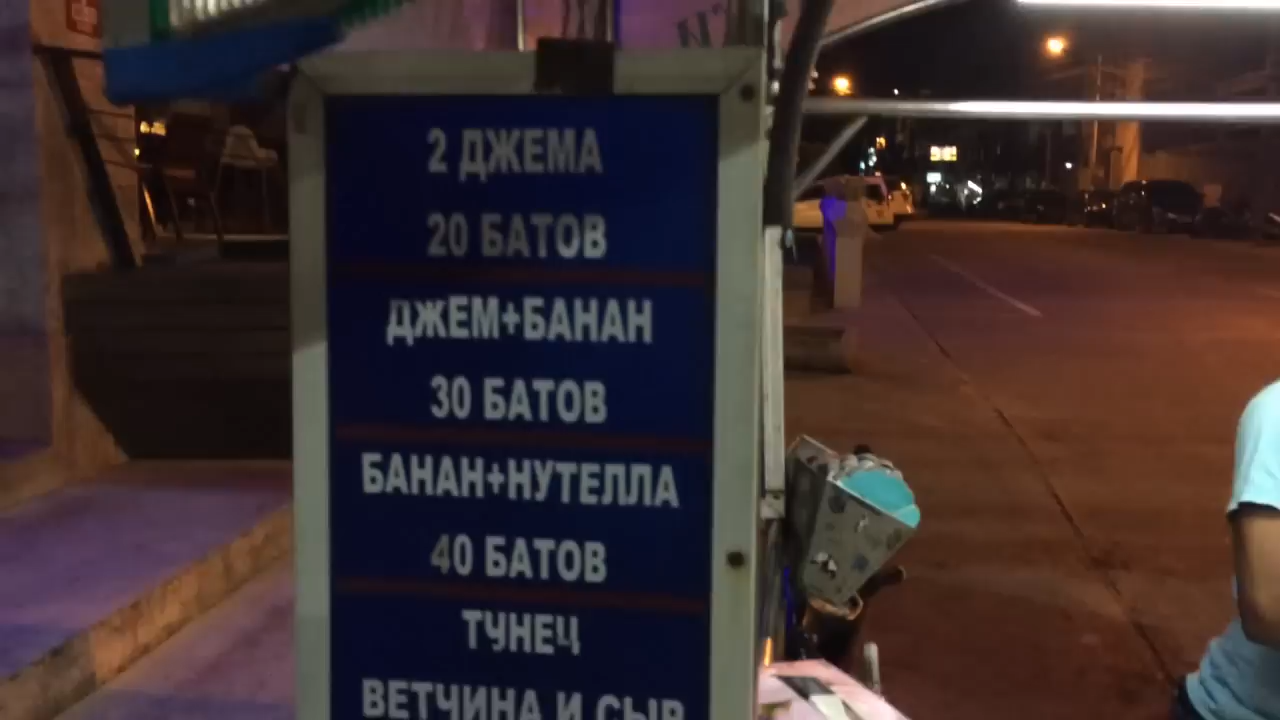 2 ДЖЕМА
20 БАТОВ
ДЖЕМ+БАНАН
30 БАТОВ
БАНАН+НУТЕЛЛА
40 БАТОВ
ТУНЕЦ
ВЕТЧИНА И СЫР